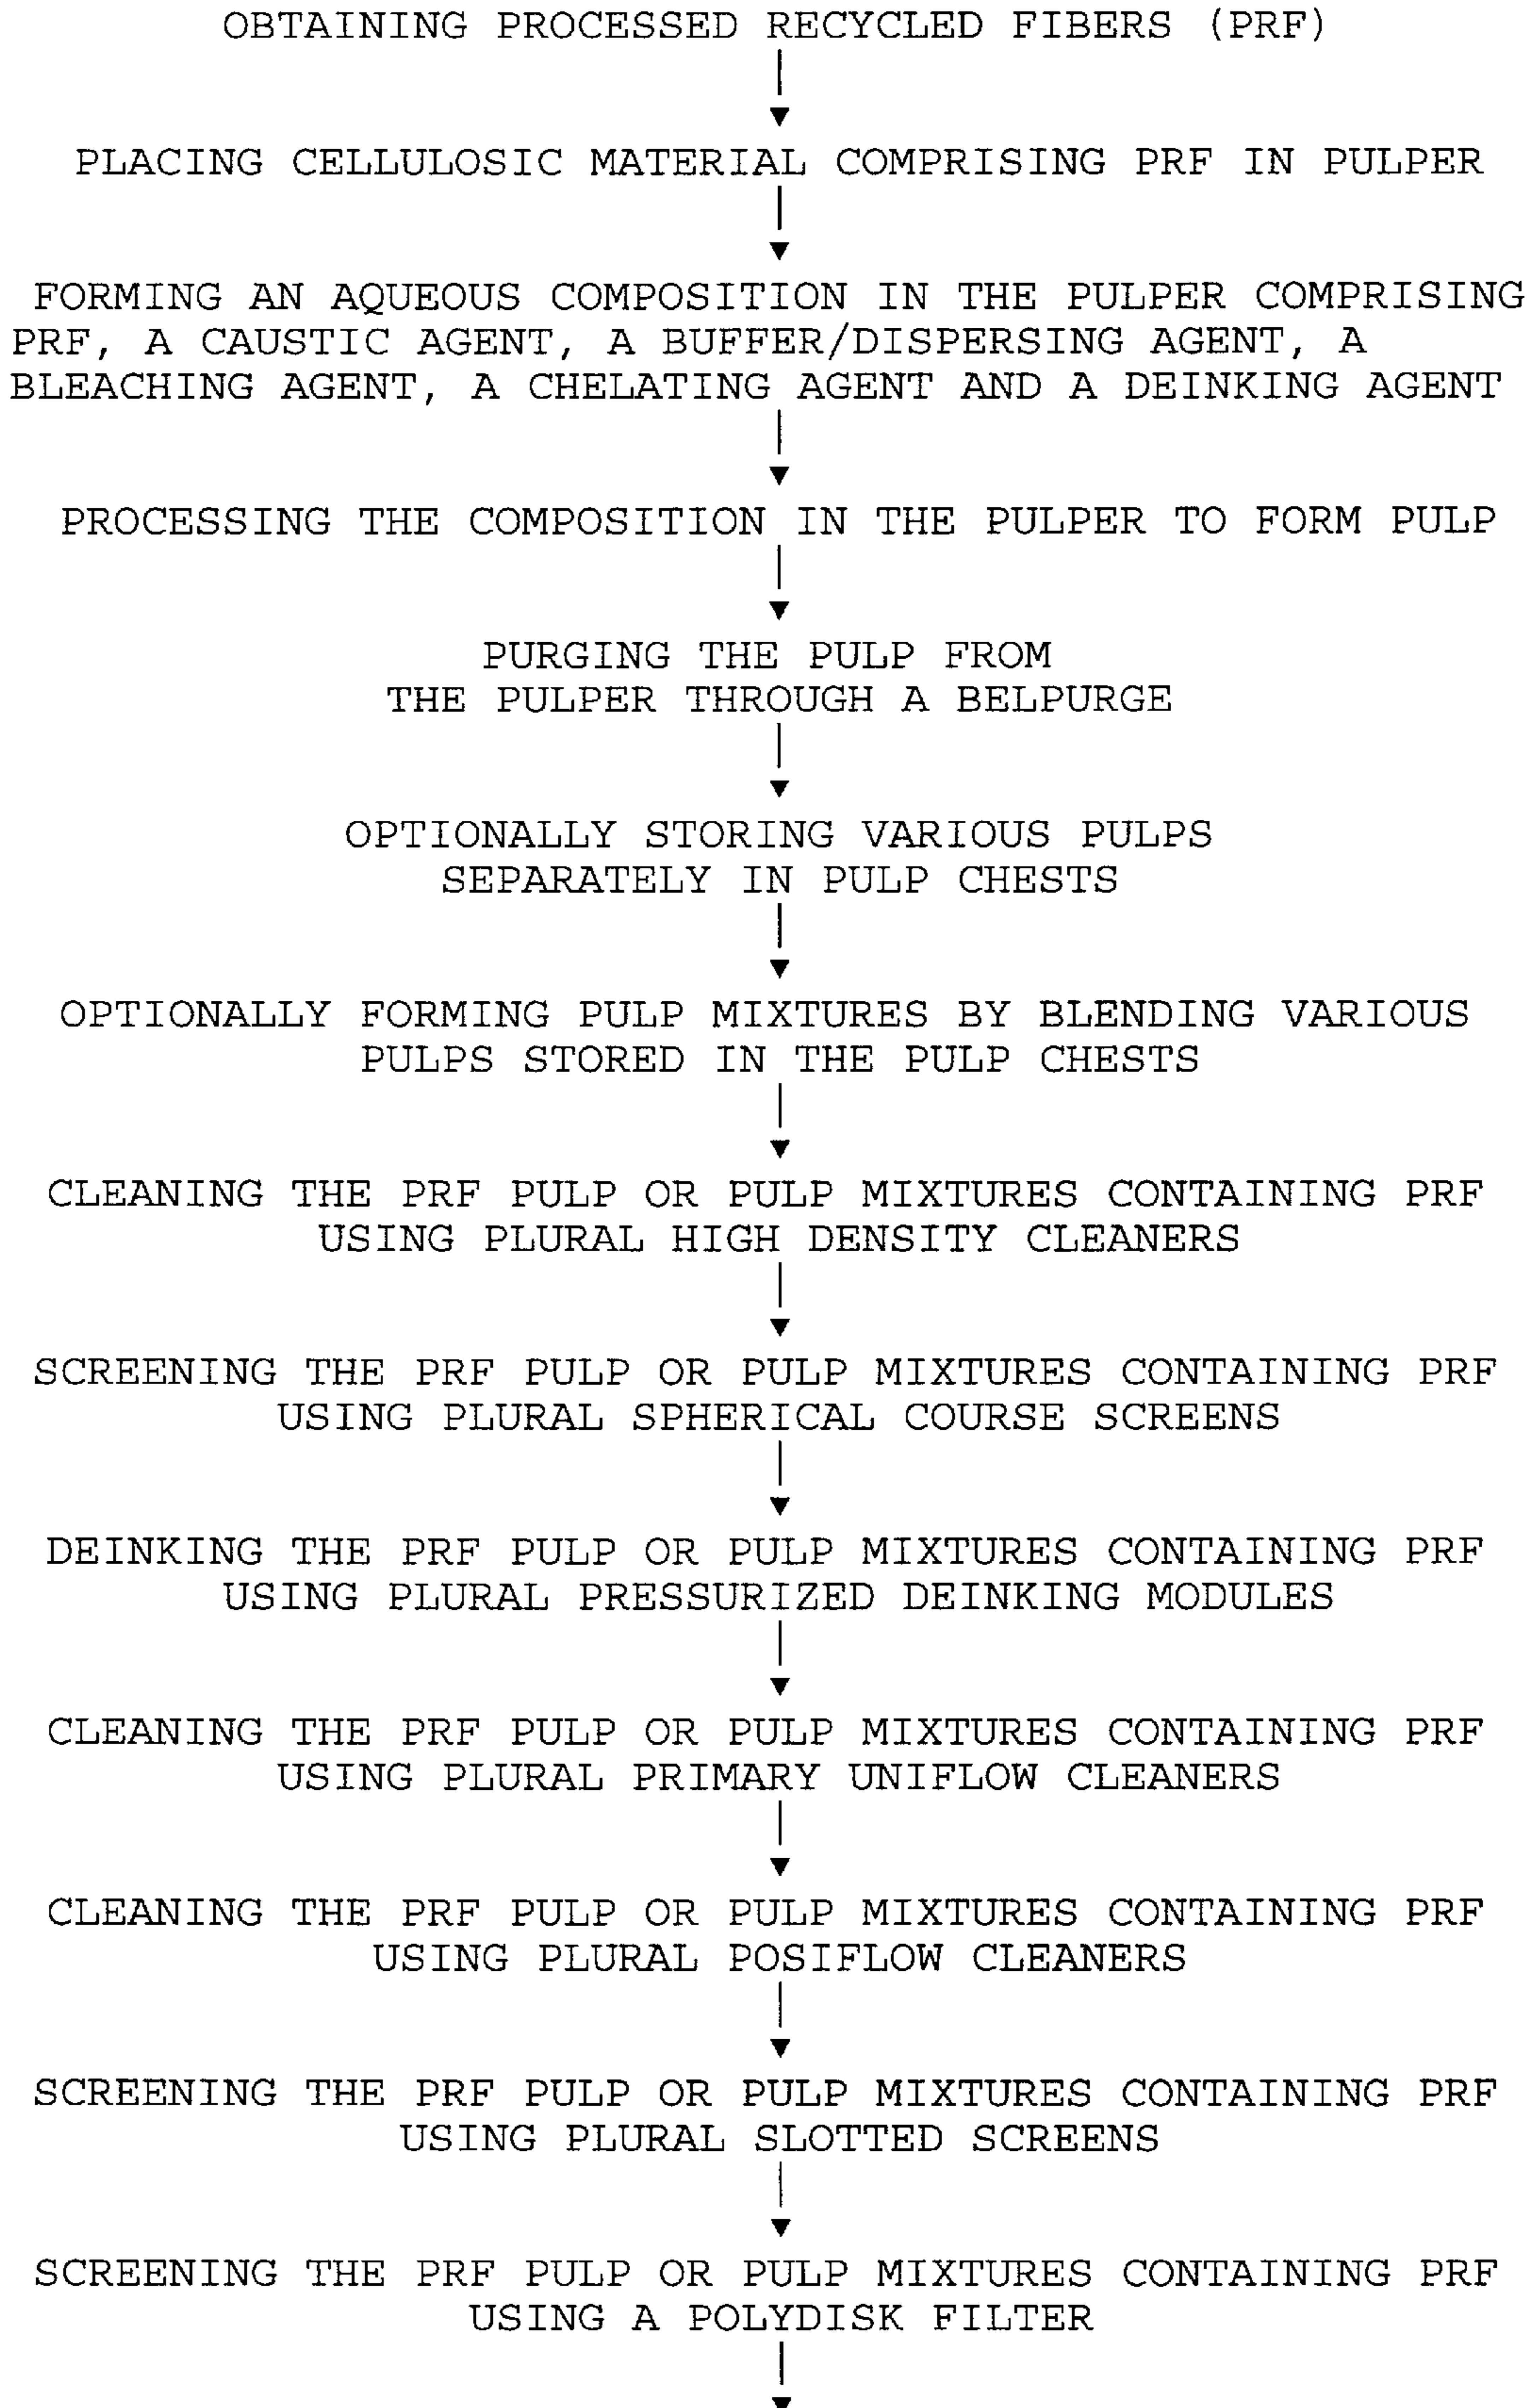 OBTAINING PROCESSED RECYCLED FIBERS (PRF)
PLACING CELLULOSIC MATERIAL COMPRISING PRF IN PULPER
FORMING AN AQUEOUS COMPOSITION IN THE PULPER COMPRISING
PRF, A CAUSTIC AGENT, A BUFFER/DISPERSING AGENT, A
BLEACHING AGENT, A CHELATING AGENT AND A DEINKING AGENT
PROCESSING THE COMPOSITION IN THE PULPER TO FORM PULP
PURGING THE PULP FROM
THE PULPER THROUGH A BELPURGE
OPTIONALLY STORING VARIOUS PULPS
SEPARATELY IN PULP CHESTS
OPTIONALLY FORMING PULP MIXTURES BY BLENDING VARIOUS
PULPS STORED IN THE PULP CHESTS
CLEANING THE PRF PULP OR PULP MIXTURES CONTAINING PRF
USING PLURAL HIGH DENSITY CLEANERS
SCREENING THE PRF PULP OR PULP MIXTURES CONTAINING PRF
USING PLURAL SPHERICAL COURSE SCREENS
DEINKING THE PRF PULP OR PULP MIXTURES CONTAINING PRF
USING PLURAL PRESSURIZED DEINKING MODULES
CLEANING THE PRF PULP OR PULP MIXTURES CONTAINING PRF
USING PLURAL PRIMARY UNIFLOW CLEANERS
CLEANING THE PRF PULP OR PULP MIXTURES CONTAINING PRF
USING PLURAL POSIFLOW CLEANERS
SCREENING THE PRF PULP OR PULP MIXTURES CONTAINING PRF
USING PLURAL SLOTTED SCREENS
SCREENING THE PRF PULP OR PULP MIXTURES CONTAINING PRF
USING A POLYDISK FILTER